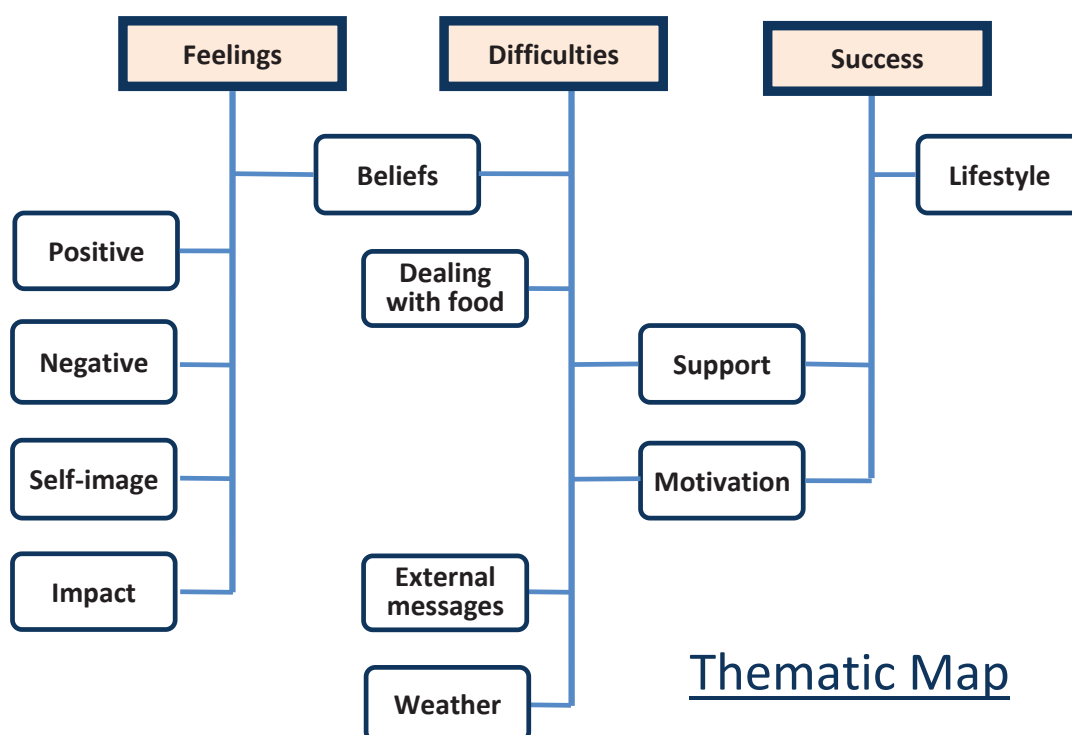 Feelings
Difficulties
Success
Beliefs
Lifestyle
Positive
Dealing
with food
Negative
Support
Self-image
Motivation
Impact
External
messages
Thematic Map
Weather